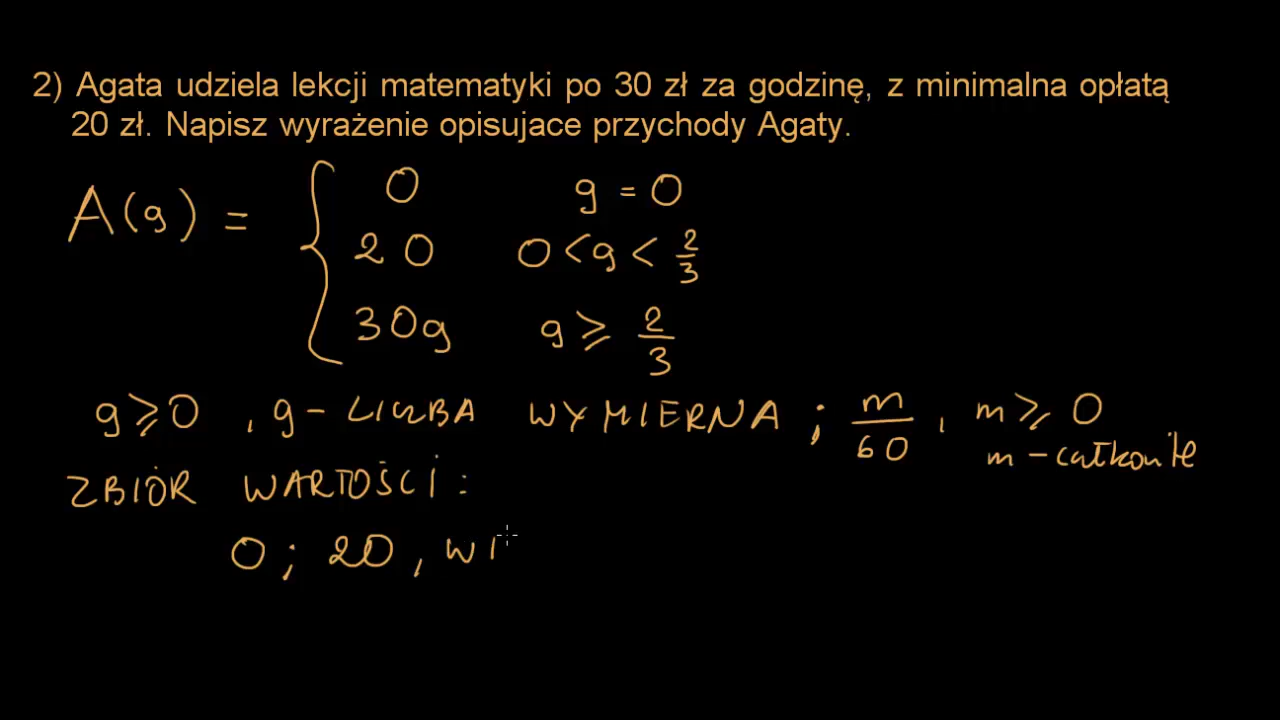 2) Agata udziela lekcji matematyki po 30 zł za godzinę, z minimalna opłatą
20 zł. Napisz wyrażenie opisujace przychody Agaty.
A(g) = { 0 g = 0
20 0 < g < 2/3
30g g ⩾ 2/3
g ⩾ 0 , g - LICZBA WYMIERNA ; m/60 , m ⩾ 0
m - całkowite
ZBIÓR WARTOŚCI :
0 ; 20 , WI